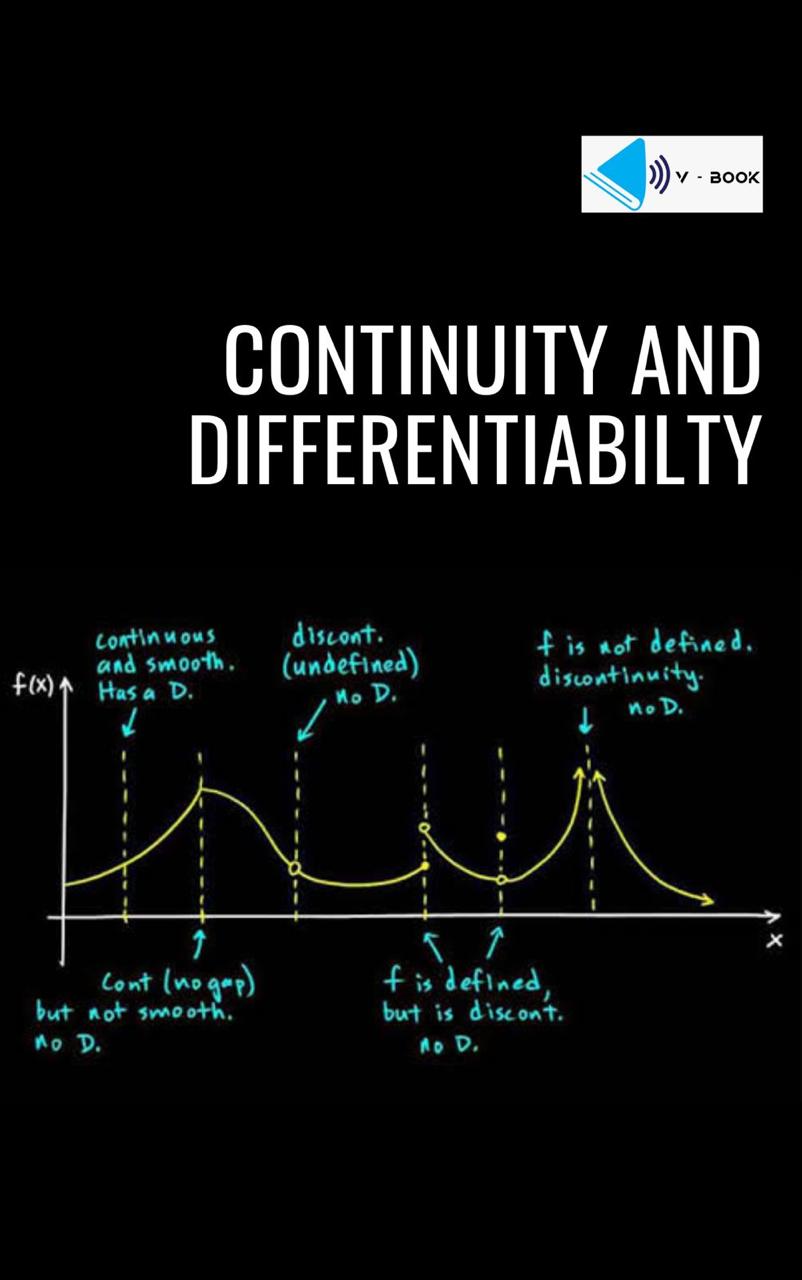 V - BOOK
CONTINUITY AND
DIFFERENTIABILTY
continuous
and smooth.
Has a D.
discont.
(undefined)
no D.
f is not defined.
discontinuity.
no D.
f(x)
x
Cont (no gap)
but not smooth.
no D.
f is defined,
but is discont.
no D.